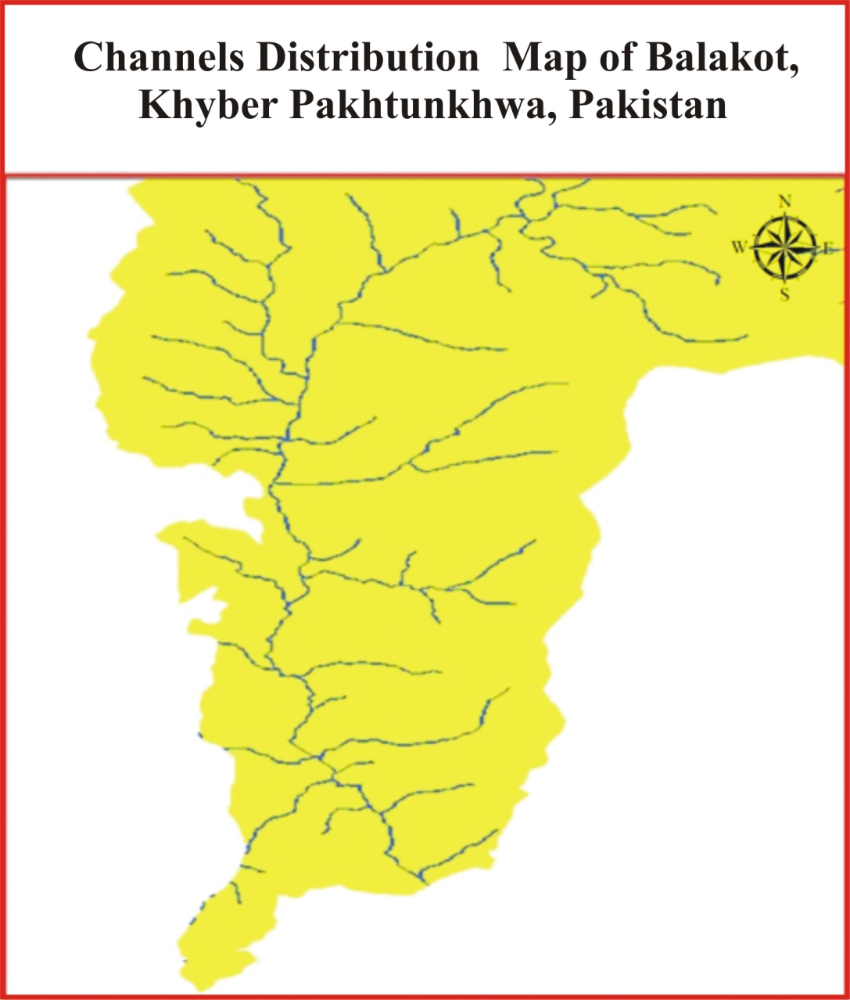 Channels Distribution Map of Balakot,
Khyber Pakhtunkhwa, Pakistan
N
W E
S